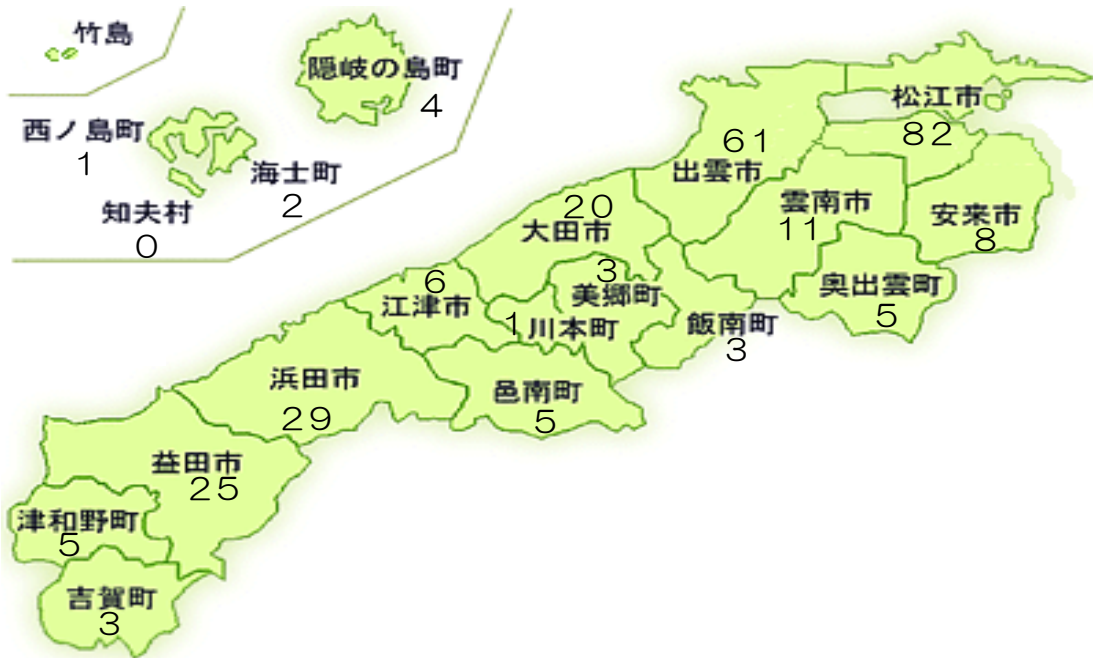 竹島
隠岐の島町
４
西ノ島町
１
海士町
２
知夫村
０
松江市
８２
６１
出雲市
雲南市
１１
安来市
８
２０
大田市
奥出雲町
５
３
美郷町
６
江津市
１
川本町
飯南町
３
浜田市
２９
邑南町
５
益田市
２５
津和野町
５
吉賀町
３